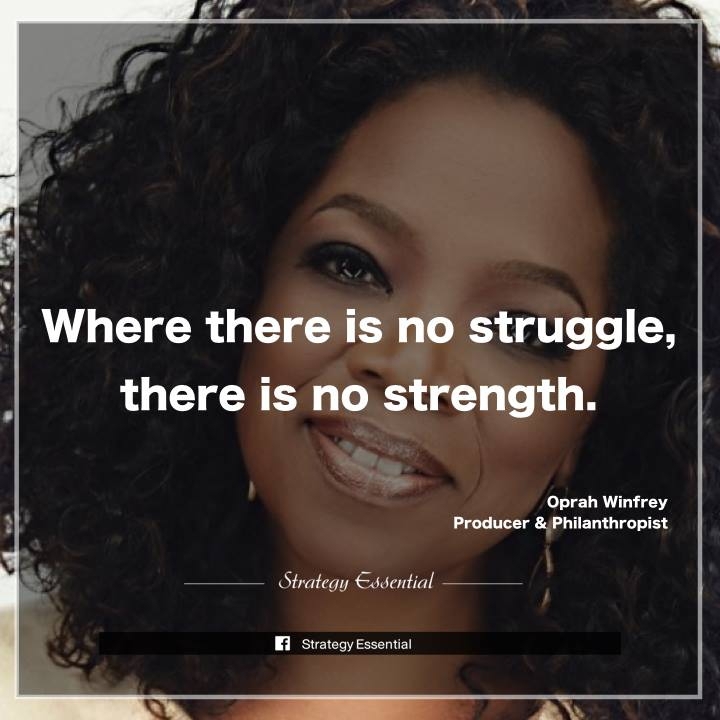 Where there is no struggle,
there is no strength.
Oprah Winfrey
Producer & Philanthropist
Strategy Essential
Strategy Essential